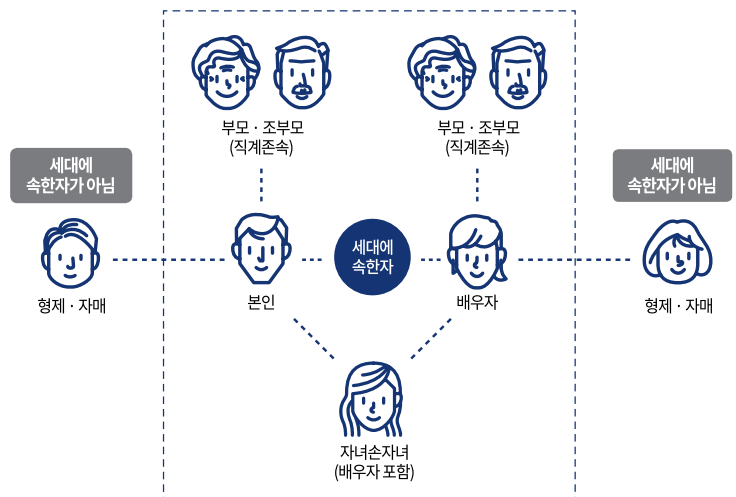 부모 · 조부모
(직계존속)
부모 · 조부모
(직계존속)
세대에
속한자가 아님
세대에
속한자가 아님
세대에
속한자
형제 · 자매
본인
배우자
형제 · 자매
자녀손자녀
(배우자 포함)